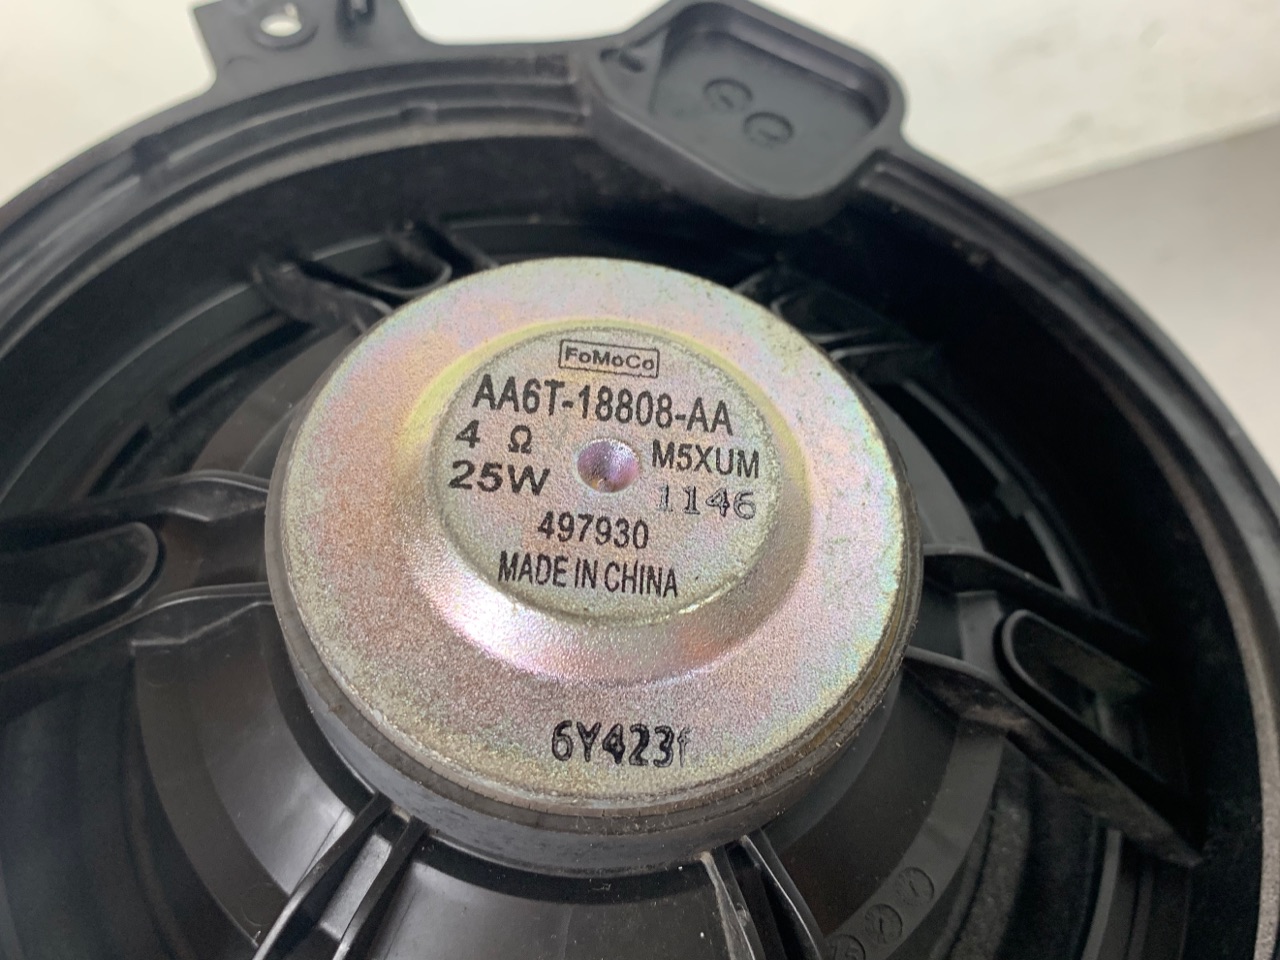 FoMoCo
AA6T-18808-AA
4 Ω M5XUM
25W 1146
497930
MADE IN CHINA
6Y423